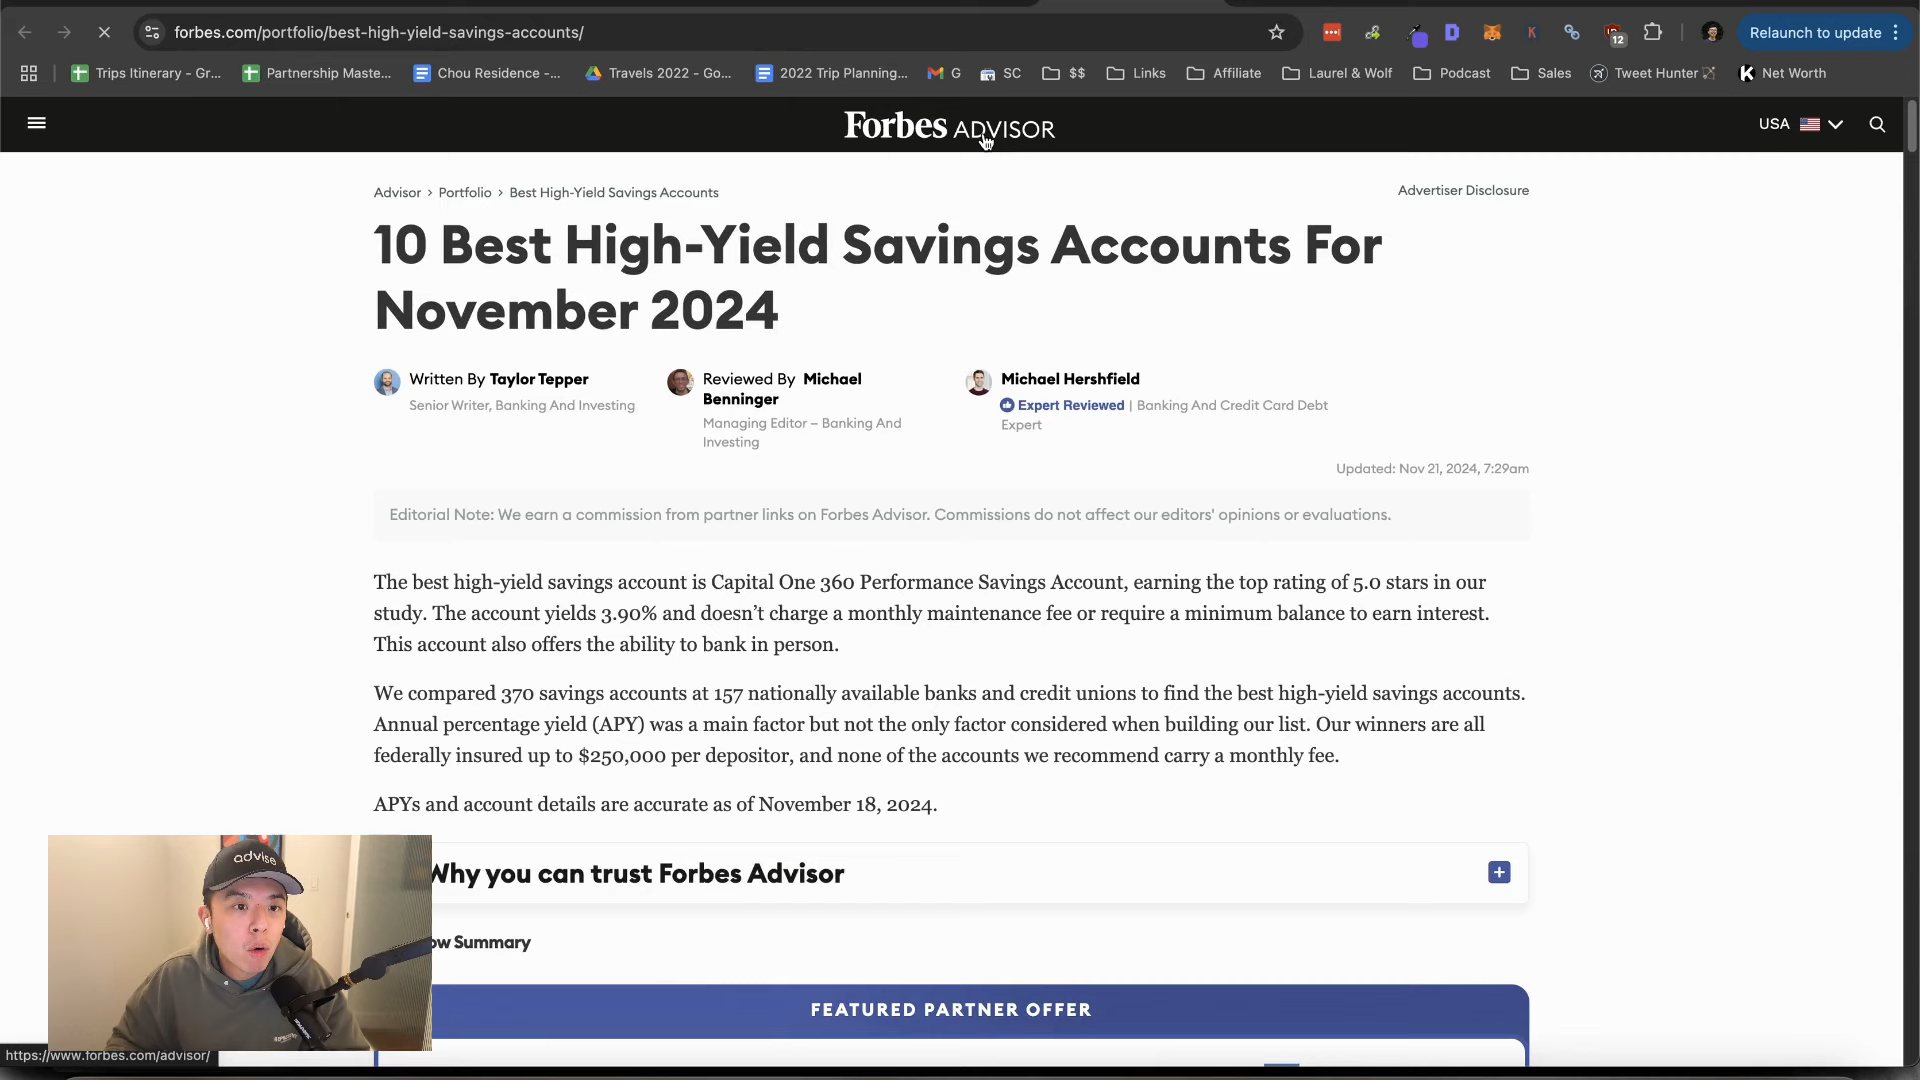 forbes.com/portfolio/best-high-yield-savings-accounts/
12
Relaunch to update
Trips Itinerary - Gr...
Partnership Maste...
Chou Residence -...
Travels 2022 - Go...
2022 Trip Planning...
G
SC
$$
Links
Affiliate
Laurel & Wolf
Podcast
Sales
Tweet Hunter
Net Worth
Forbes ADVISOR
USA
Advisor > Portfolio > Best High-Yield Savings Accounts
Advertiser Disclosure
10 Best High-Yield Savings Accounts For
November 2024
Written By Taylor Tepper
Senior Writer, Banking And Investing
Reviewed By Michael
Benninger
Managing Editor – Banking And
Investing
Michael Hershfield
Expert Reviewed | Banking And Credit Card Debt
Expert
Updated: Nov 21, 2024, 7:29am
Editorial Note: We earn a commission from partner links on Forbes Advisor. Commissions do not affect our editors' opinions or evaluations.
The best high-yield savings account is Capital One 360 Performance Savings Account, earning the top rating of 5.0 stars in our
study. The account yields 3.90% and doesn’t charge a monthly maintenance fee or require a minimum balance to earn interest.
This account also offers the ability to bank in person.
We compared 370 savings accounts at 157 nationally available banks and credit unions to find the best high-yield savings accounts.
Annual percentage yield (APY) was a main factor but not the only factor considered when building our list. Our winners are all
federally insured up to $250,000 per depositor, and none of the accounts we recommend carry a monthly fee.
APYs and account details are accurate as of November 18, 2024.
Why you can trust Forbes Advisor
ow Summary
FEATURED PARTNER OFFER
advise
https://www.forbes.com/advisor/